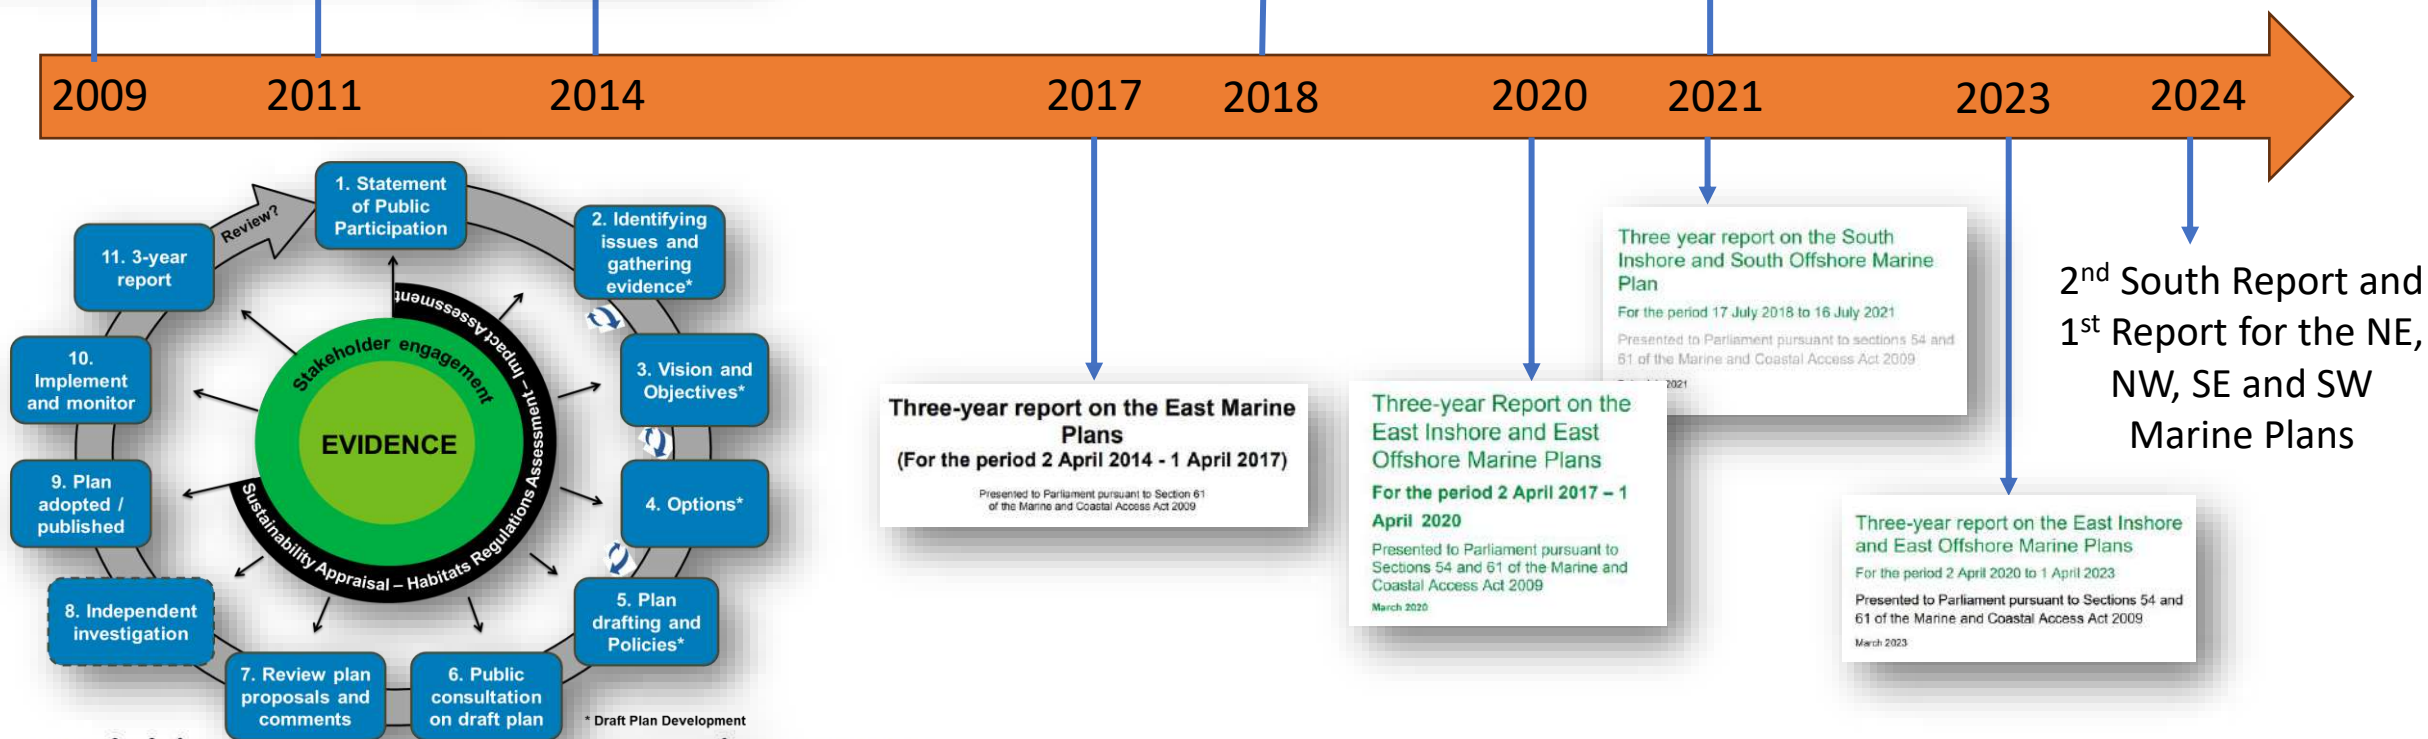 2009 2011 2014 2017 2018 2020 2021 2023 2024
1. Statement
of Public
Participation
2. Identifying
issues and
gathering
evidence*
3. Vision and
Objectives*
4. Options*
5. Plan
drafting and
Policies*
6. Public
consultation
on draft plan
7. Review plan
proposals and
comments
8. Independent
investigation
9. Plan
adopted /
published
10.
Implement
and monitor
11. 3-year
report
Review?
Stakeholder engagement
EVIDENCE
Sustainability Appraisal – Habitats Regulations Assessment – Impact Assessment
* Draft Plan Development
Three-year report on the East Marine
Plans
(For the period 2 April 2014 - 1 April 2017)
Presented to Parliament pursuant to Section 61
of the Marine and Coastal Access Act 2009
Three-year Report on the
East Inshore and East
Offshore Marine Plans
For the period 2 April 2017 – 1
April 2020
Presented to Parliament pursuant to
Sections 54 and 61 of the Marine and
Coastal Access Act 2009
March 2020
Three year report on the South
Inshore and South Offshore Marine
Plan
For the period 17 July 2018 to 16 July 2021
Presented to Parliament pursuant to sections 54 and
61 of the Marine and Coastal Access Act 2009
2021
Three-year report on the East Inshore
and East Offshore Marine Plans
For the period 2 April 2020 to 1 April 2023
Presented to Parliament pursuant to Sections 54 and
61 of the Marine and Coastal Access Act 2009
March 2023
2nd South Report and
1st Report for the NE,
NW, SE and SW
Marine Plans